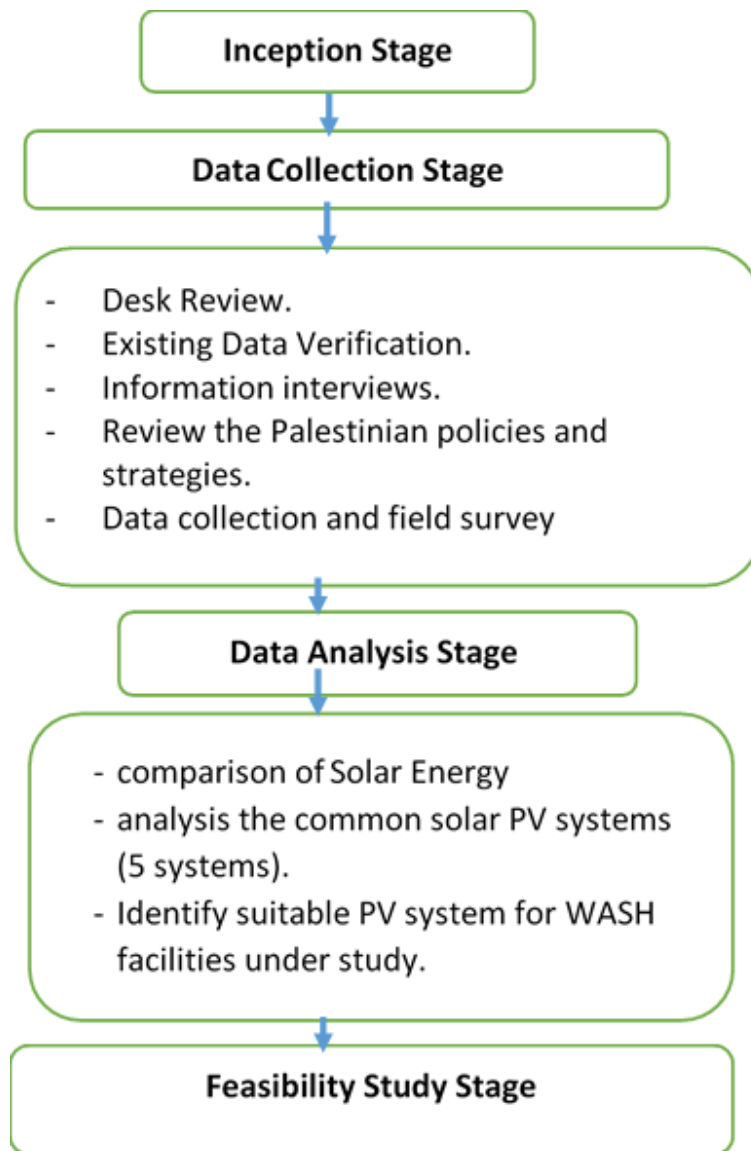 Inception Stage
Data Collection Stage
- Desk Review.
- Existing Data Verification.
- Information interviews.
- Review the Palestinian policies and
strategies.
- Data collection and field survey
Data Analysis Stage
- comparison of Solar Energy
- analysis the common solar PV systems
(5 systems).
- Identify suitable PV system for WASH
facilities under study.
Feasibility Study Stage